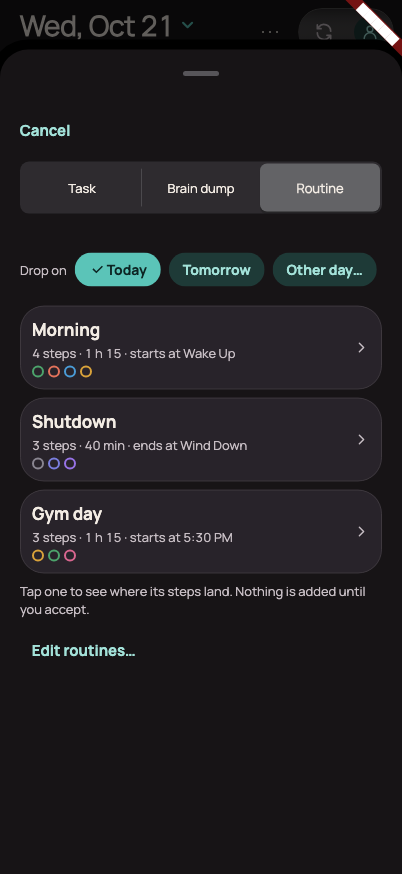 Wed, Oct 21
...
Cancel
Task
Brain dump
Routine
Drop on
✓ Today
Tomorrow
Other day...
Morning
4 steps · 1 h 15 · starts at Wake Up
Shutdown
3 steps · 40 min · ends at Wind Down
Gym day
3 steps · 1 h 15 · starts at 5:30 PM
Tap one to see where its steps land. Nothing is added until
you accept.
Edit routines...